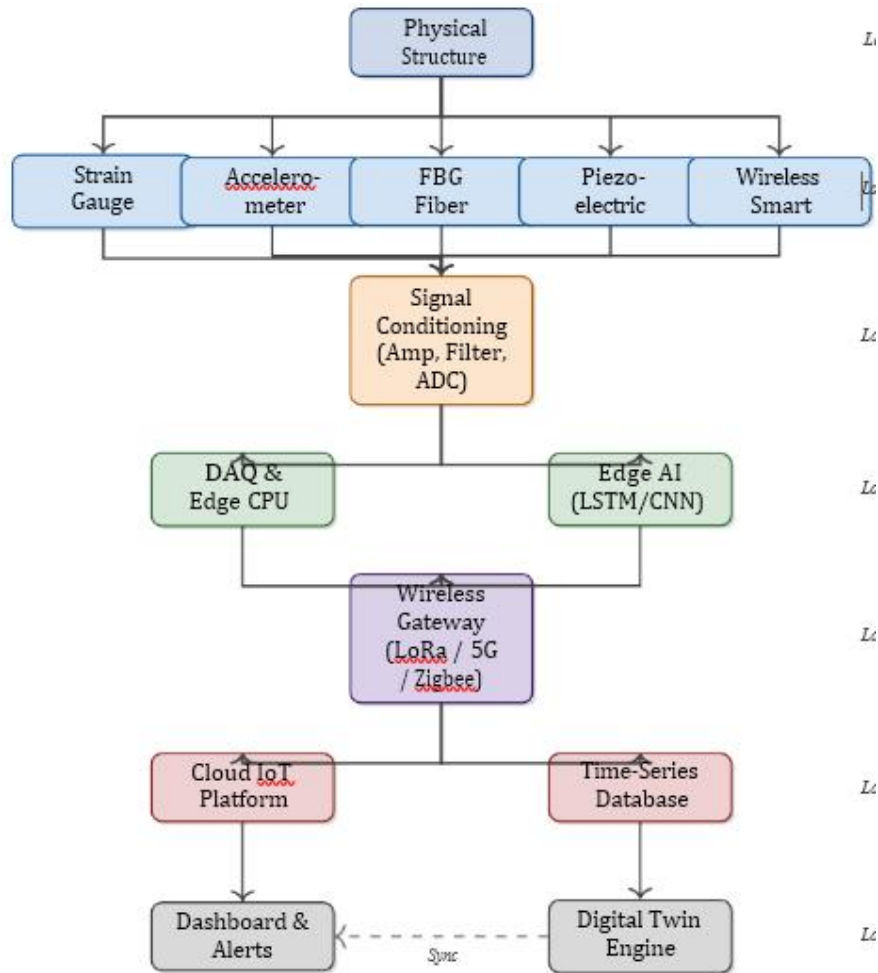 Physical
Structure
Strain
Gauge
Accelero-
meter
FBG
Fiber
Piezo-
electric
Wireless
Smart
Signal
Conditioning
(Amp, Filter,
ADC)
DAQ &
Edge CPU
Edge AI
(LSTM/CNN)
Wireless
Gateway
(LoRa / 5G
/ Zigbee)
Cloud IoT
Platform
Time-Series
Database
Dashboard &
Alerts
Sync
Digital Twin
Engine